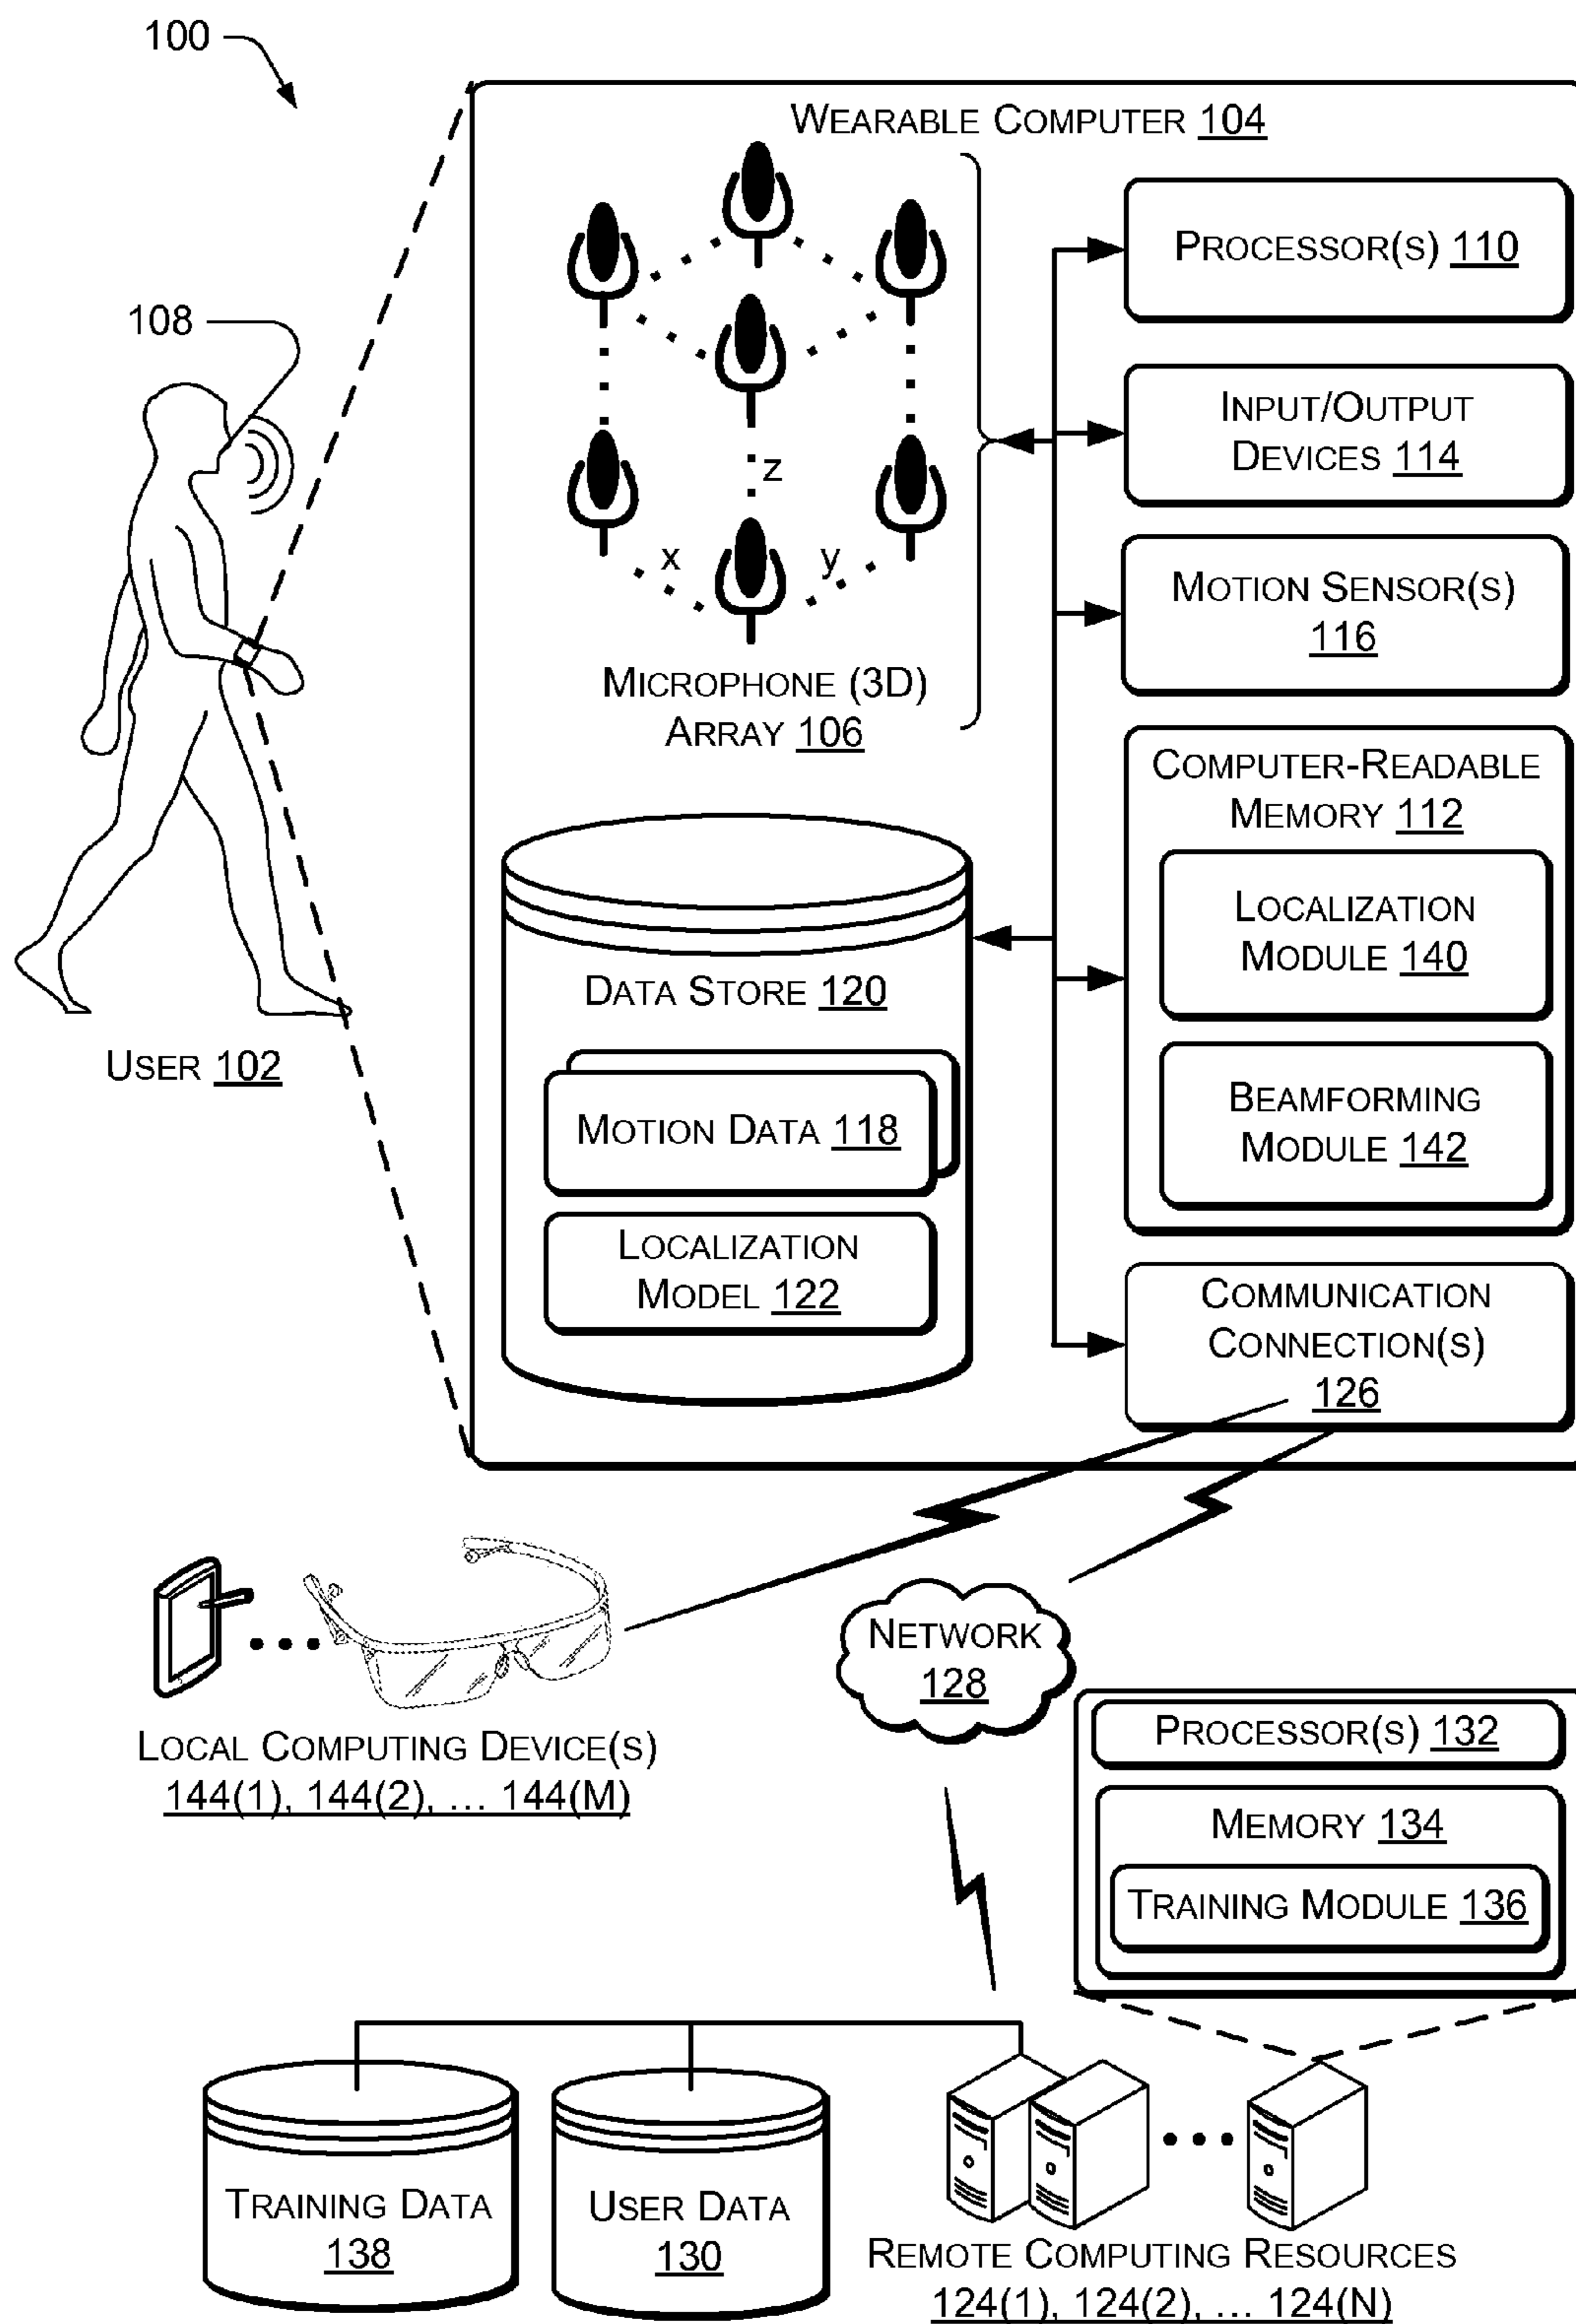 100
WEARABLE COMPUTER 104
PROCESSOR(S) 110
108
INPUT/OUTPUT
DEVICES 114
z
x
y
MOTION SENSOR(S)
116
MICROPHONE (3D)
ARRAY 106
COMPUTER-READABLE
MEMORY 112
LOCALIZATION
MODULE 140
DATA STORE 120
USER 102
BEAMFORMING
MODULE 142
MOTION DATA 118
LOCALIZATION
MODEL 122
COMMUNICATION
CONNECTION(S)
126
NETWORK
128
LOCAL COMPUTING DEVICE(S)
144(1), 144(2), ... 144(M)
PROCESSOR(S) 132
MEMORY 134
TRAINING MODULE 136
TRAINING DATA
138
USER DATA
130
REMOTE COMPUTING RESOURCES
124(1), 124(2), ... 124(N)